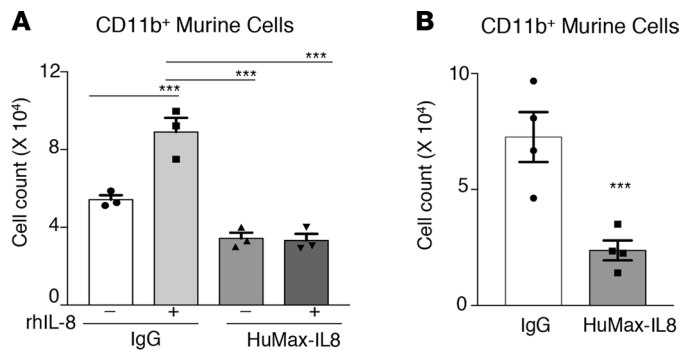 A
CD11b⁺ Murine Cells
***
***
***
12
8
4
0
Cell count (X 10⁴)
rhIL-8
– + – +
IgG HuMax-IL8
B
CD11b⁺ Murine Cells
10
5
0
Cell count (X 10⁴)
***
IgG HuMax-IL8